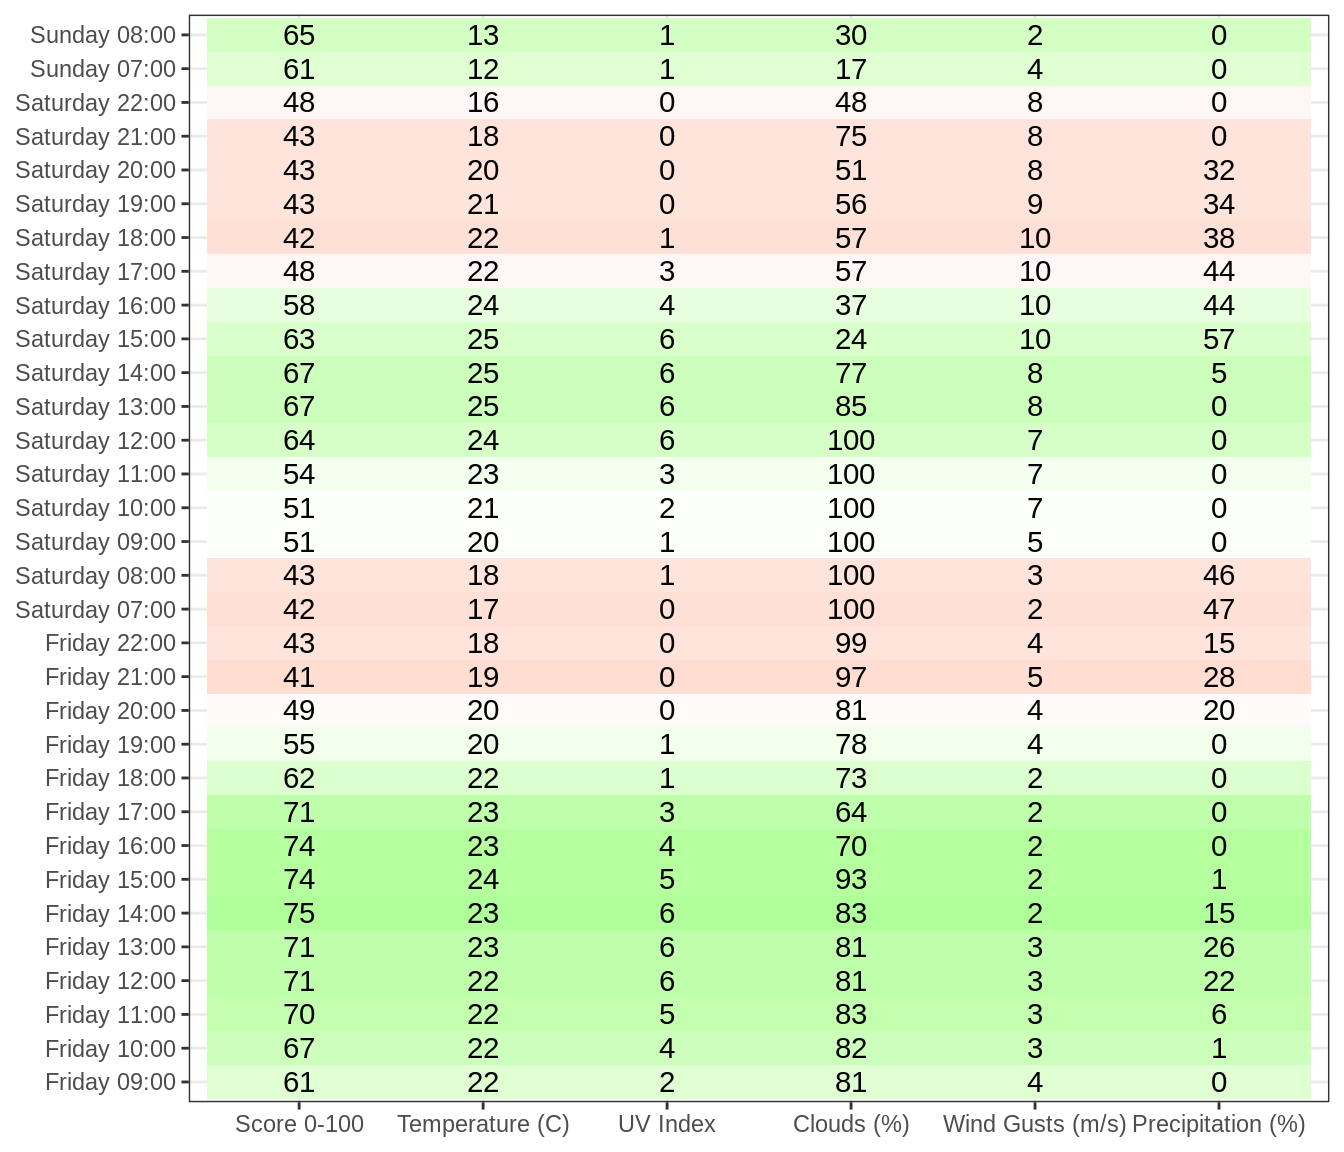 Sunday 08:00 65 13 1 30 2 0
Sunday 07:00 61 12 1 17 4 0
Saturday 22:00 48 16 0 48 8 0
Saturday 21:00 43 18 0 75 8 0
Saturday 20:00 43 20 0 51 8 32
Saturday 19:00 43 21 0 56 9 34
Saturday 18:00 42 22 1 57 10 38
Saturday 17:00 48 22 3 57 10 44
Saturday 16:00 58 24 4 37 10 44
Saturday 15:00 63 25 6 24 10 57
Saturday 14:00 67 25 6 77 8 5
Saturday 13:00 67 25 6 85 8 0
Saturday 12:00 64 24 6 100 7 0
Saturday 11:00 54 23 3 100 7 0
Saturday 10:00 51 21 2 100 7 0
Saturday 09:00 51 20 1 100 5 0
Saturday 08:00 43 18 1 100 3 46
Saturday 07:00 42 17 0 100 2 47
Friday 22:00 43 18 0 99 4 15
Friday 21:00 41 19 0 97 5 28
Friday 20:00 49 20 0 81 4 20
Friday 19:00 55 20 1 78 4 0
Friday 18:00 62 22 1 73 2 0
Friday 17:00 71 23 3 64 2 0
Friday 16:00 74 23 4 70 2 0
Friday 15:00 74 24 5 93 2 1
Friday 14:00 75 23 6 83 2 15
Friday 13:00 71 23 6 81 3 26
Friday 12:00 71 22 6 81 3 22
Friday 11:00 70 22 5 83 3 6
Friday 10:00 67 22 4 82 3 1
Friday 09:00 61 22 2 81 4 0
Score 0-100 Temperature (C) UV Index Clouds (%) Wind Gusts (m/s) Precipitation (%)